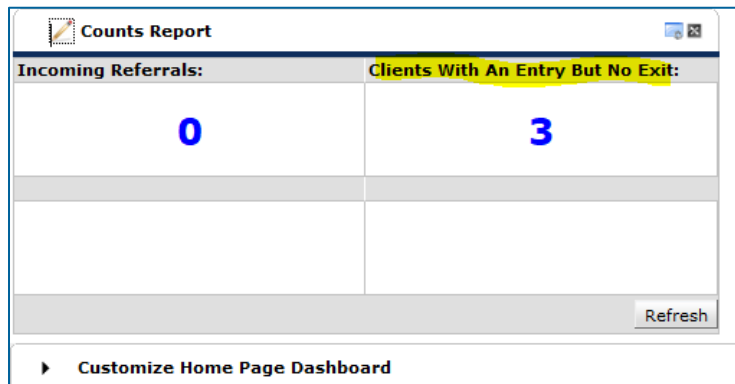 Counts Report
Incoming Referrals: Clients With An Entry But No Exit:
0 3
Refresh
Customize Home Page Dashboard